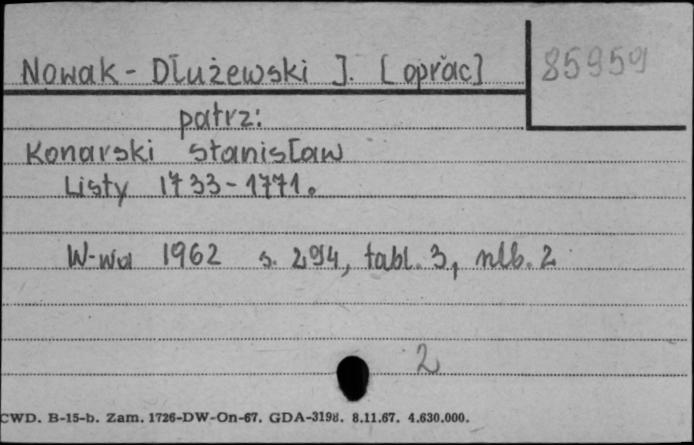 Nowak-Dłużewski J. [oprac]
85959
patrz:
Konarski Stanisław
Listy 1733-1771.
W-wa 1962 s. 294, tabl. 3, nlb. 2
2
CWD. B-15-b. Zam. 1726-DW-On-67. GDA-3198. 8.11.67. 4.630.000.